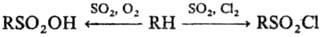 RSO₂OH ←SO₂, O₂— RH —SO₂, Cl₂→ RSO₂Cl